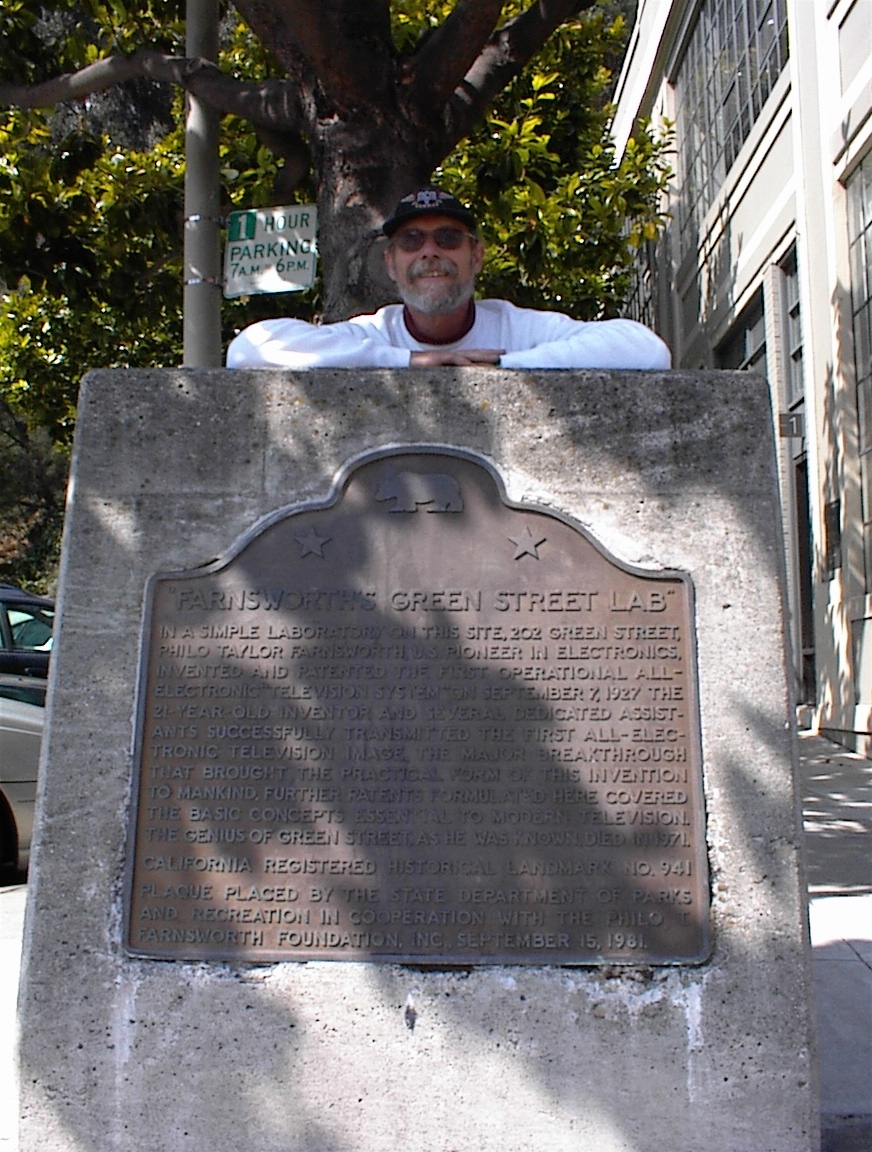 1 HOUR
PARKING
7A.M. - 6P.M.
"FARNSWORTH'S GREEN STREET LAB"
IN A SIMPLE LABORATORY ON THIS SITE, 202 GREEN STREET,
PHILO TAYLOR FARNSWORTH, U.S. PIONEER IN ELECTRONICS,
INVENTED AND PATENTED THE FIRST OPERATIONAL ALL-
ELECTRONIC "TELEVISION SYSTEM" ON SEPTEMBER 7, 1927 THE
21-YEAR-OLD INVENTOR AND SEVERAL DEDICATED ASSIST-
ANTS SUCCESSFULLY TRANSMITTED THE FIRST ALL-ELEC-
TRONIC TELEVISION IMAGE, THE MAJOR BREAKTHROUGH
THAT BROUGHT THE PRACTICAL FORM OF THIS INVENTION
TO MANKIND. FURTHER PATENTS FORMULATED HERE COVERED
THE BASIC CONCEPTS ESSENTIAL TO MODERN TELEVISION.
THE GENIUS OF GREEN STREET, AS HE WAS KNOWN, DIED IN 1971.
CALIFORNIA REGISTERED HISTORICAL LANDMARK NO. 941
PLAQUE PLACED BY THE STATE DEPARTMENT OF PARKS
AND RECREATION IN COOPERATION WITH THE PHILO T.
FARNSWORTH FOUNDATION, INC. SEPTEMBER 15, 1981.